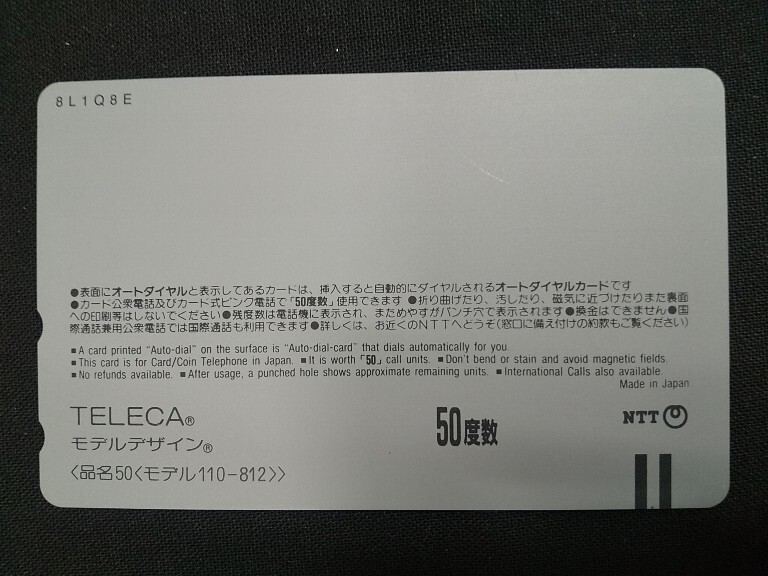 8L1Q8E
●表面にオートダイヤルと表示してあるカードは、挿入すると自動的にダイヤルされるオートダイヤルカードです
●カード公衆電話及びカード式ピンク電話で「50度数」使用できます ●折り曲げたり、汚したり、磁気に近づけたりまた裏面
への印刷等はしないでください●残度数は電話機に表示され、まためやすがパンチ穴で表示されます●換金はできません●国
際通話兼用公衆電話では国際通話も利用できます●詳しくは、お近くのNTTへどうぞ(窓口に備え付けの約款もご覧ください)
■A card printed "Auto-dial" on the surface is "Auto-dial-card" that dials automatically for you.
■This card is for Card/Coin Telephone in Japan. ■It is worth「50」call units. ■Don't bend or stain and avoid magnetic fields.
■No refunds available. ■After usage, a punched hole shows approximate remaining units. ■International Calls also available.
Made in Japan
TELECA®
モデルデザイン®
〈品名50〈モデル110-812〉〉
50度数
NTT